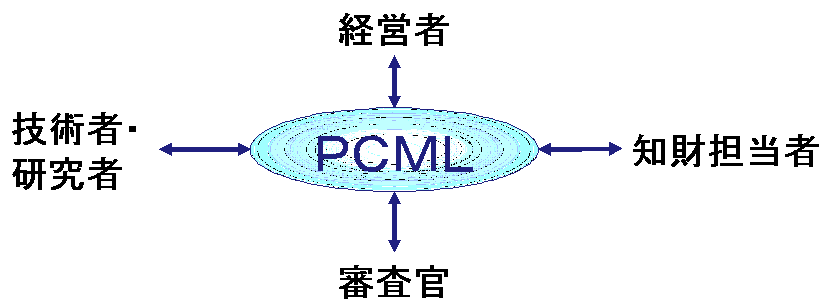 経営者
技術者・
研究者
PCML
知財担当者
審査官